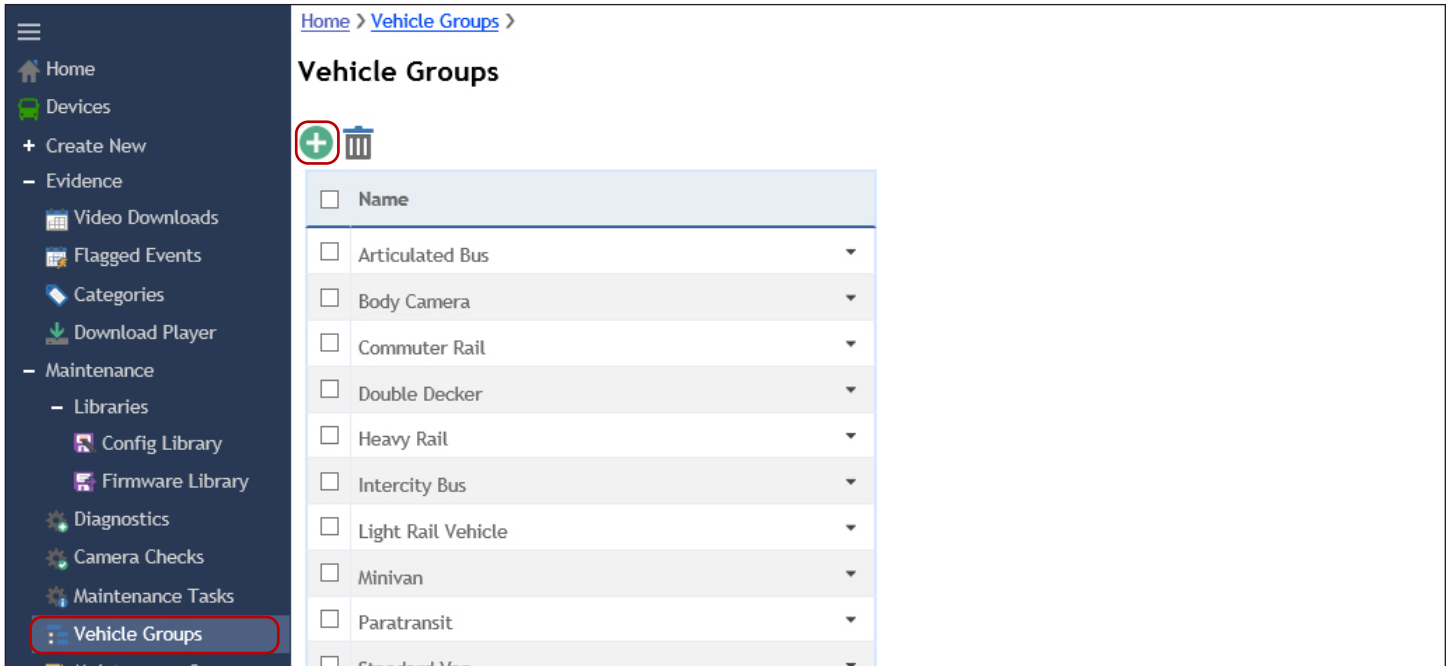 Home > Vehicle Groups >
Home
Devices
+ Create New
- Evidence
Video Downloads
Flagged Events
Categories
Download Player
- Maintenance
- Libraries
Config Library
Firmware Library
Diagnostics
Camera Checks
Maintenance Tasks
Vehicle Groups
Vehicle Groups
Name
Articulated Bus
Body Camera
Commuter Rail
Double Decker
Heavy Rail
Intercity Bus
Light Rail Vehicle
Minivan
Paratransit